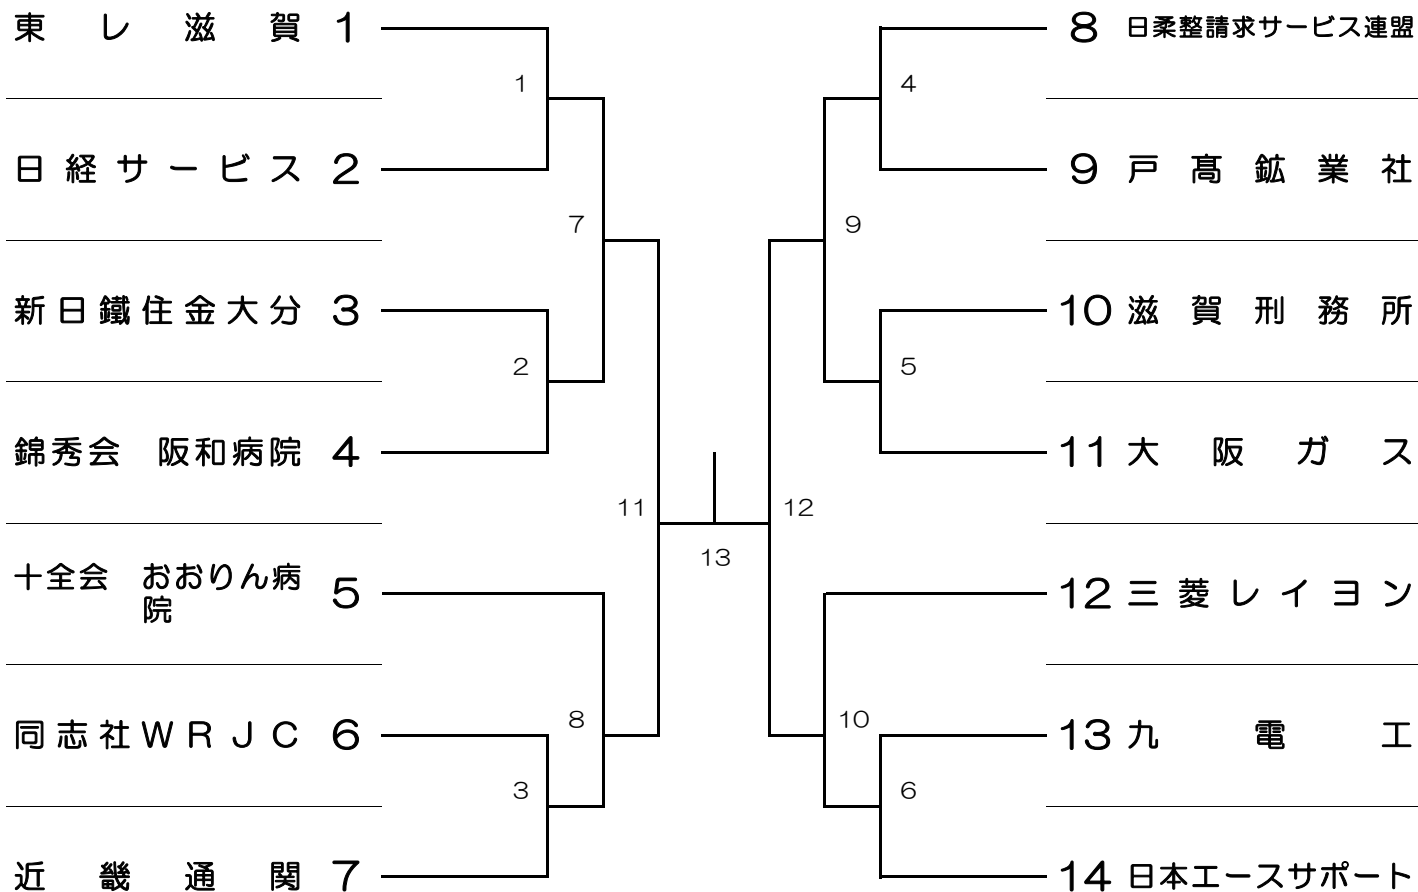 東レ滋賀 1
日経サービス 2
新日鐵住金大分 3
錦秀会　阪和病院 4
十全会　おおりん病
院
5
同志社ＷＲＪＣ 6
近畿通関 7
1
7
2
11
8
3
13
4
9
5
12
10
6
8 日柔整請求サービス連盟
9 戸髙鉱業社
10 滋賀刑務所
11 大阪ガス
12 三菱レイヨン
13 九電工
14 日本エースサポート